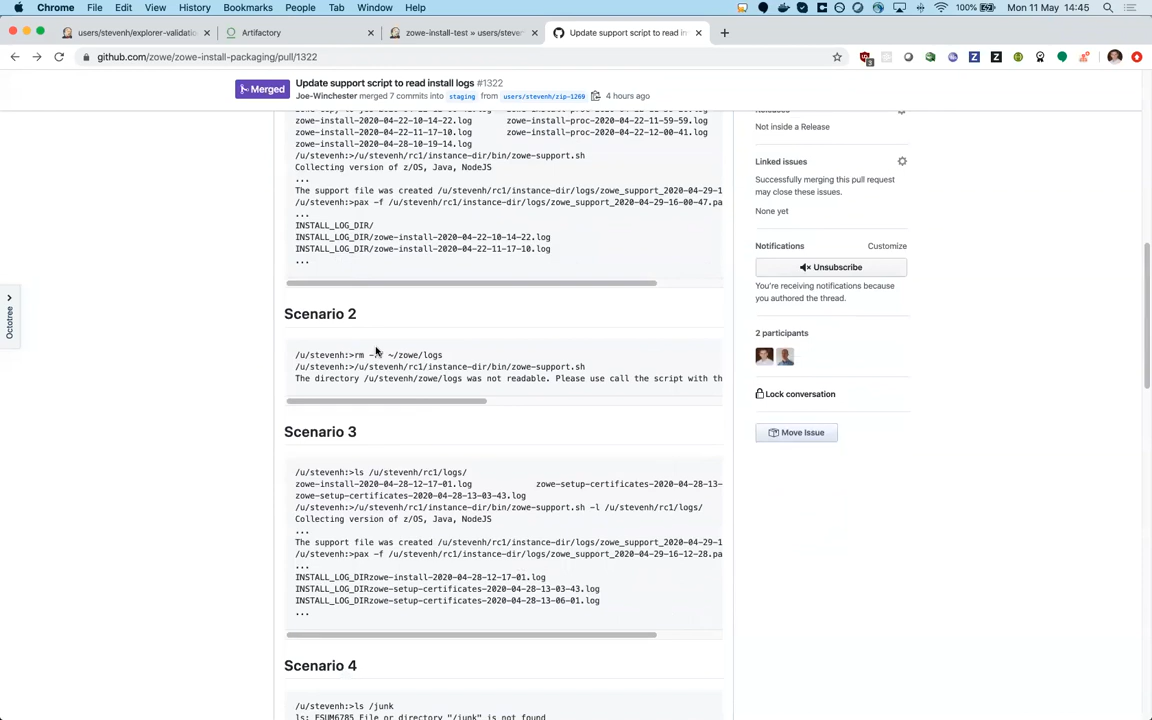 Chrome File Edit View History Bookmarks People Tab Window Help 100% Mon 11 May 14:45
users/stevenh/explorer-validatio
Artifactory
zowe-install-test » users/steve
Update support script to read in
github.com/zowe/zowe-install-packaging/pull/1322
Merged
Update support script to read install logs #1322
Joe-Winchester merged 7 commits into staging from users/stevenh/zip-1269 4 hours ago
zowe-install-2020-04-22-10-14-22.log zowe-install-proc-2020-04-22-11-59-59.log
zowe-install-2020-04-22-11-17-10.log zowe-install-proc-2020-04-22-12-00-41.log
zowe-install-2020-04-28-10-19-14.log
/u/stevenh:>/u/stevenh/rc1/instance-dir/bin/zowe-support.sh
Collecting version of z/OS, Java, NodeJS
...
The support file was created /u/stevenh/rc1/instance-dir/logs/zowe_support_2020-04-29-1
/u/stevenh:>pax -f /u/stevenh/rc1/instance-dir/logs/zowe_support_2020-04-29-16-00-47.pa
...
INSTALL_LOG_DIR/
INSTALL_LOG_DIR/zowe-install-2020-04-22-10-14-22.log
INSTALL_LOG_DIR/zowe-install-2020-04-22-11-17-10.log
...
Scenario 2
/u/stevenh:>rm ~/zowe/logs
/u/stevenh:>/u/stevenh/rc1/instance-dir/bin/zowe-support.sh
The directory /u/stevenh/zowe/logs was not readable. Please use call the script with th
Scenario 3
/u/stevenh:>ls /u/stevenh/rc1/logs/
zowe-install-2020-04-28-12-17-01.log zowe-setup-certificates-2020-04-28-13-
zowe-setup-certificates-2020-04-28-13-03-43.log
/u/stevenh:>/u/stevenh/rc1/instance-dir/bin/zowe-support.sh -l /u/stevenh/rc1/logs/
Collecting version of z/OS, Java, NodeJS
...
The support file was created /u/stevenh/rc1/instance-dir/logs/zowe_support_2020-04-29-1
/u/stevenh:>pax -f /u/stevenh/rc1/instance-dir/logs/zowe_support_2020-04-29-16-12-28.pa
...
INSTALL_LOG_DIRzowe-install-2020-04-28-12-17-01.log
INSTALL_LOG_DIRzowe-setup-certificates-2020-04-28-13-03-43.log
INSTALL_LOG_DIRzowe-setup-certificates-2020-04-28-13-06-01.log
...
Scenario 4
/u/stevenh:>ls /junk
ls: FSUM6785 File or directory "/junk" is not found
Not inside a Release
Linked issues
Successfully merging this pull request
may close these issues.
None yet
Notifications Customize
Unsubscribe
You're receiving notifications because
you authored the thread.
2 participants
Lock conversation
Move Issue
Octotree